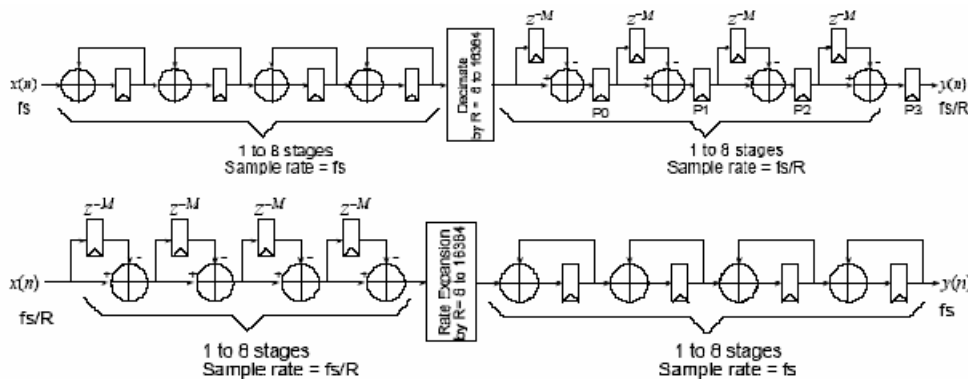 z⁻ᴹ z⁻ᴹ z⁻ᴹ z⁻ᴹ
x(n)
fs
Decimate
by R = 8 to 16384
- - - -
+ + + +
P0 P1 P2 P3
y(n)
fs/R
1 to 8 stages
Sample rate = fs
1 to 8 stages
Sample rate = fs/R
z⁻ᴹ z⁻ᴹ z⁻ᴹ z⁻ᴹ
- - - -
+ + + +
x(n)
fs/R
Rate Expansion
by R= 8 to 16384
y(n)
fs
1 to 8 stages
Sample rate = fs/R
1 to 8 stages
Sample rate = fs